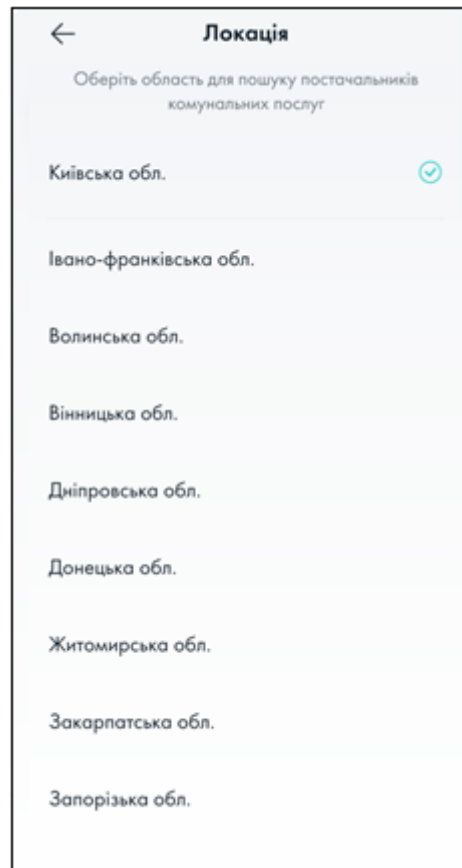 Локація
Оберіть область для пошуку постачальників
комунальних послуг
Київська обл.
Івано-франківська обл.
Волинська обл.
Вінницька обл.
Дніпровська обл.
Донецька обл.
Житомирська обл.
Закарпатська обл.
Запорізька обл.